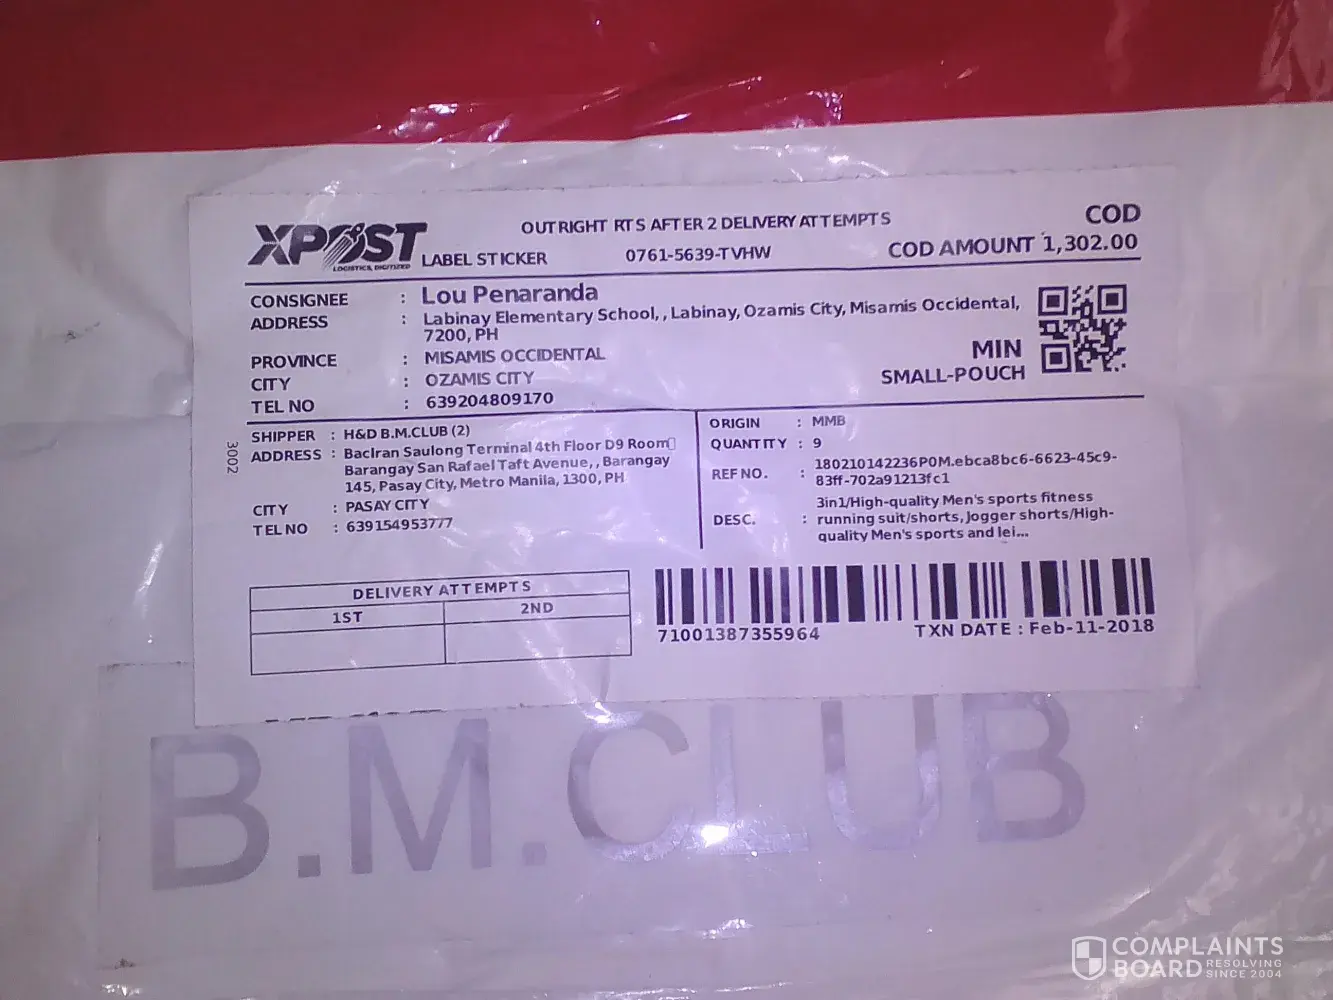 OUTRIGHT RTS AFTER 2 DELIVERY ATTEMPTS
COD
XPOST
LOGISTICS, DIGITIZED
LABEL STICKER
0761-5639-TVHW
COD AMOUNT 1,302.00
CONSIGNEE : Lou Penaranda
ADDRESS : Labinay Elementary School, , Labinay, Ozamis City, Misamis Occidental,
7200, PH
PROVINCE : MISAMIS OCCIDENTAL
CITY : OZAMIS CITY
TEL NO : 639204809170
MIN
SMALL-POUCH
3002
SHIPPER : H&D B.M.CLUB (2)
ADDRESS : Baclran Saulong Terminal 4th Floor D9 Room
Barangay San Rafael Taft Avenue, , Barangay
145, Pasay City, Metro Manila, 1300, PH
CITY : PASAY CITY
TEL NO : 639154953777
ORIGIN : MMB
QUANTITY : 9
REF NO. : 180210142236P0M.ebca8bc6-6623-45c9-
83ff-702a91213fc1
DESC. : 3in1/High-quality Men's sports fitness
running suit/shorts, Jogger shorts/High-
quality Men's sports and lei...
DELIVERY ATTEMPTS
1ST 2ND
71001387355964
TXN DATE : Feb-11-2018
B.M.CLUB
COMPLAINTS
BOARD RESOLVING
SINCE 2004